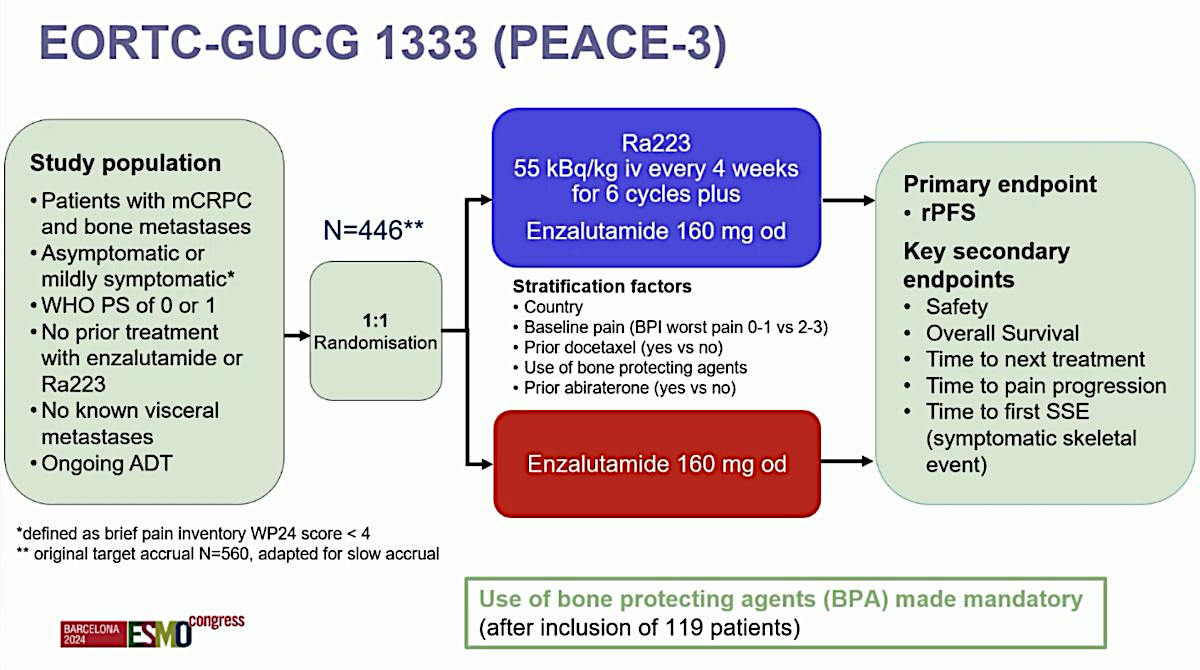 EORTC-GUCG 1333 (PEACE-3)
Study population
• Patients with mCRPC
and bone metastases
• Asymptomatic or
mildly symptomatic*
• WHO PS of 0 or 1
• No prior treatment
with enzalutamide or
Ra223
• No known visceral
metastases
• Ongoing ADT
N=446**
1:1
Randomisation
Ra223
55 kBq/kg iv every 4 weeks
for 6 cycles plus
Enzalutamide 160 mg od
Stratification factors
• Country
• Baseline pain (BPI worst pain 0-1 vs 2-3)
• Prior docetaxel (yes vs no)
• Use of bone protecting agents
• Prior abiraterone (yes vs no)
Enzalutamide 160 mg od
Primary endpoint
• rPFS
Key secondary
endpoints
• Safety
• Overall Survival
• Time to next treatment
• Time to pain progression
• Time to first SSE
(symptomatic skeletal
event)
*defined as brief pain inventory WP24 score < 4
** original target accrual N=560, adapted for slow accrual
Use of bone protecting agents (BPA) made mandatory
(after inclusion of 119 patients)
BARCELONA
2024
ESMO congress